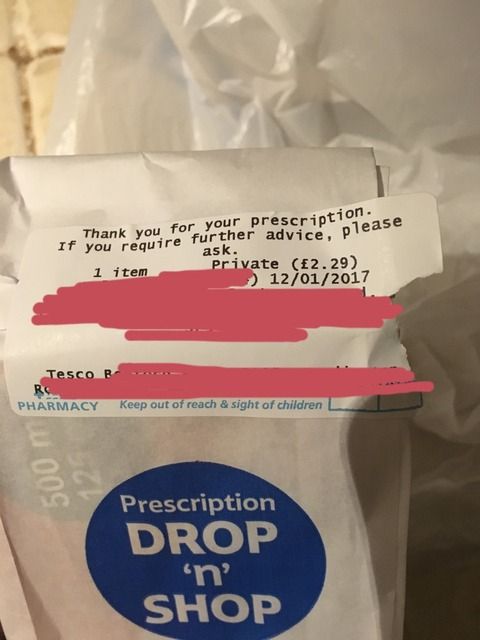 Thank you for your prescription.
If you require further advice, please
ask.
1 item Private (£2.29)
) 12/01/2017
Tesco
PHARMACY Keep out of reach & sight of children
500 m
125
Prescription
DROP
'n'
SHOP